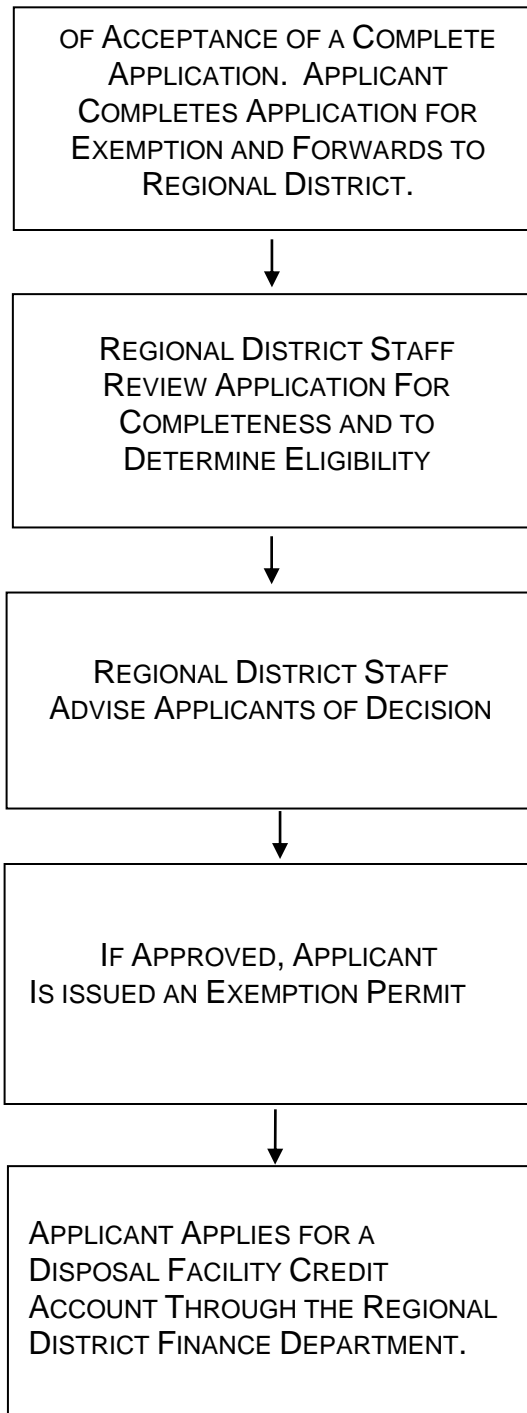 OF ACCEPTANCE OF A COMPLETE
APPLICATION. APPLICANT
COMPLETES APPLICATION FOR
EXEMPTION AND FORWARDS TO
REGIONAL DISTRICT.
REGIONAL DISTRICT STAFF
REVIEW APPLICATION FOR
COMPLETENESS AND TO
DETERMINE ELIGIBILITY
REGIONAL DISTRICT STAFF
ADVISE APPLICANTS OF DECISION
IF APPROVED, APPLICANT
IS ISSUED AN EXEMPTION PERMIT
APPLICANT APPLIES FOR A
DISPOSAL FACILITY CREDIT
ACCOUNT THROUGH THE REGIONAL
DISTRICT FINANCE DEPARTMENT.